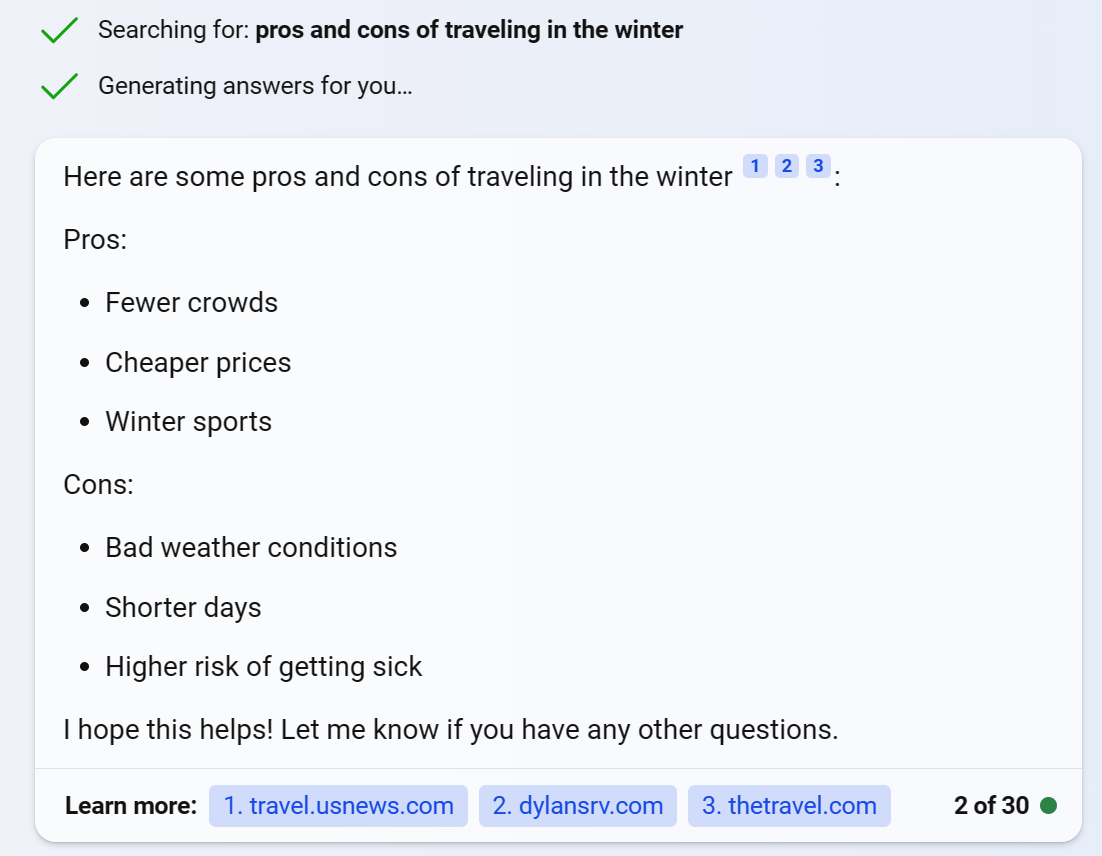 Searching for: pros and cons of traveling in the winter
Generating answers for you…
Here are some pros and cons of traveling in the winter 1 2 3 :
Pros:
• Fewer crowds
• Cheaper prices
• Winter sports
Cons:
• Bad weather conditions
• Shorter days
• Higher risk of getting sick
I hope this helps! Let me know if you have any other questions.
Learn more: 1. travel.usnews.com 2. dylansrv.com 3. thetravel.com 2 of 30